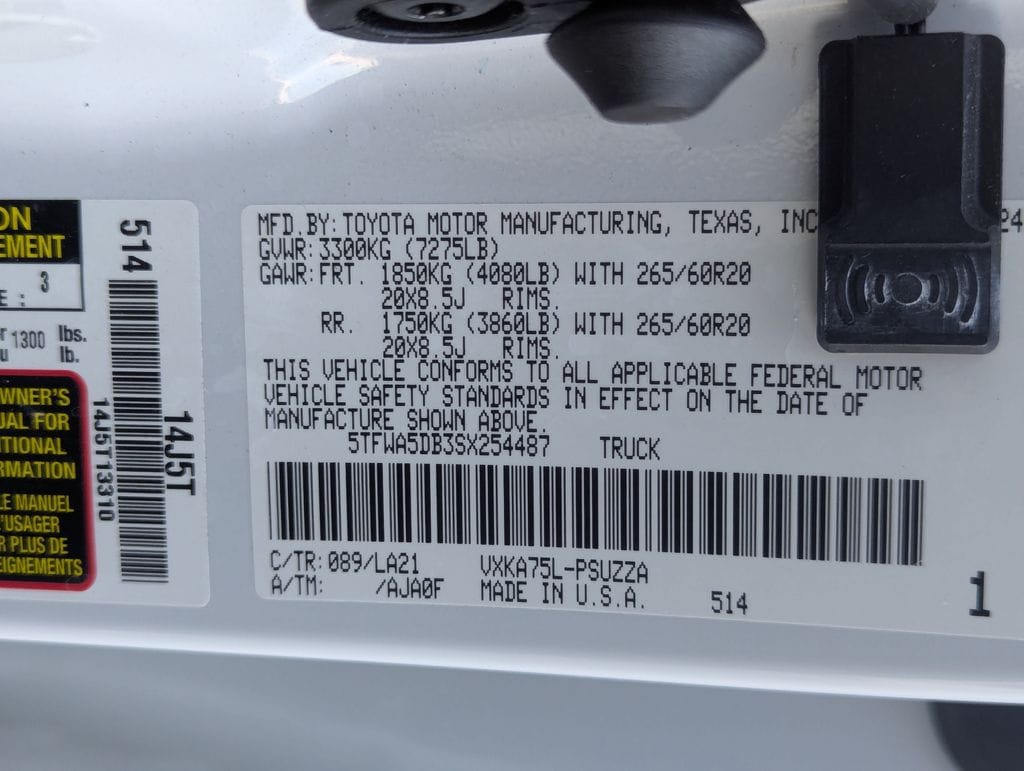 ON
EMENT
3
E :
r 1300 lbs.
u lb.
WNER'S
UAL FOR
ITIONAL
RMATION
LE MANUEL
'USAGER
R PLUS DE
EIGNEMENTS
514
14J5T
14J5T13310
MFD.BY: TOYOTA MOTOR MANUFACTURING, TEXAS, INC 24
GVWR: 3300KG (7275LB)
GAWR: FRT. 1850KG (4080LB) WITH 265/60R20
20X8.5J RIMS.
RR. 1750KG (3860LB) WITH 265/60R20
20X8.5J RIMS.
THIS VEHICLE CONFORMS TO ALL APPLICABLE FEDERAL MOTOR
VEHICLE SAFETY STANDARDS IN EFFECT ON THE DATE OF
MANUFACTURE SHOWN ABOVE.
5TFWA5DB3SX254487 TRUCK
C/TR: 089/LA21 VXKA75L-PSUZZA
A/TM: /AJA0F MADE IN U.S.A. 514
1